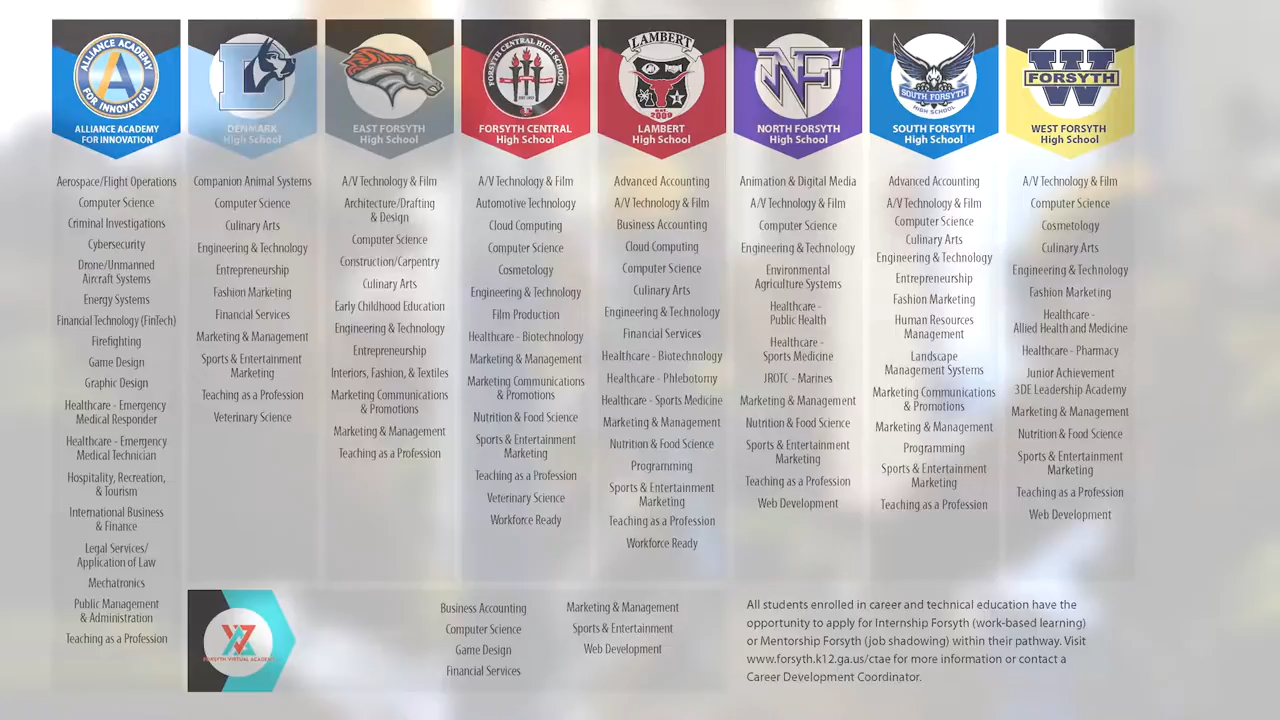 ALLIANCE ACADEMY
FOR INNOVATION
ALLIANCE ACADEMY
FOR INNOVATION
Aerospace/Flight Operations
Computer Science
Criminal Investigations
Cybersecurity
Drone/Unmanned
Aircraft Systems
Energy Systems
Financial Technology (FinTech)
Firefighting
Game Design
Graphic Design
Healthcare - Emergency
Medical Responder
Healthcare - Emergency
Medical Technician
Hospitality, Recreation,
& Tourism
International Business
& Finance
Legal Services/
Application of Law
Mechatronics
Public Management
& Administration
Teaching as a Profession
D
DENMARK
High School
Companion Animal Systems
Computer Science
Culinary Arts
Engineering & Technology
Entrepreneurship
Fashion Marketing
Financial Services
Marketing & Management
Sports & Entertainment
Marketing
Teaching as a Profession
Veterinary Science
EAST FORSYTH
High School
A/V Technology & Film
Architecture/Drafting
& Design
Computer Science
Construction/Carpentry
Culinary Arts
Early Childhood Education
Engineering & Technology
Entrepreneurship
Interiors, Fashion, & Textiles
Marketing Communications
& Promotions
Marketing & Management
Teaching as a Profession
FORSYTH CENTRAL HIGH SCHOOL
FORSYTH CENTRAL
High School
A/V Technology & Film
Automotive Technology
Cloud Computing
Computer Science
Cosmetology
Engineering & Technology
Film Production
Healthcare - Biotechnology
Marketing & Management
Marketing Communications
& Promotions
Nutrition & Food Science
Sports & Entertainment
Marketing
Teaching as a Profession
Veterinary Science
Workforce Ready
LAMBERT
2009
LAMBERT
High School
Advanced Accounting
A/V Technology & Film
Business Accounting
Cloud Computing
Computer Science
Culinary Arts
Engineering & Technology
Financial Services
Healthcare - Biotechnology
Healthcare - Phlebotomy
Healthcare - Sports Medicine
Marketing & Management
Nutrition & Food Science
Programming
Sports & Entertainment
Marketing
Teaching as a Profession
Workforce Ready
NF
NORTH FORSYTH
High School
Animation & Digital Media
A/V Technology & Film
Computer Science
Engineering & Technology
Environmental
Agriculture Systems
Healthcare -
Public Health
Healthcare -
Sports Medicine
JROTC - Marines
Marketing & Management
Nutrition & Food Science
Sports & Entertainment
Marketing
Teaching as a Profession
Web Development
SOUTH FORSYTH
HIGH SCHOOL
SOUTH FORSYTH
High School
Advanced Accounting
A/V Technology & Film
Computer Science
Culinary Arts
Engineering & Technology
Entrepreneurship
Fashion Marketing
Human Resources
Management
Landscape
Management Systems
Marketing Communications
& Promotions
Marketing & Management
Programming
Sports & Entertainment
Marketing
Teaching as a Profession
W
FORSYTH
WEST FORSYTH
High School
A/V Technology & Film
Computer Science
Cosmetology
Culinary Arts
Engineering & Technology
Fashion Marketing
Healthcare -
Allied Health and Medicine
Healthcare - Pharmacy
Junior Achievement
3DE Leadership Academy
Marketing & Management
Nutrition & Food Science
Sports & Entertainment
Marketing
Teaching as a Profession
Web Development
FORSYTH VIRTUAL ACADEMY
Business Accounting
Computer Science
Game Design
Financial Services
Marketing & Management
Sports & Entertainment
Web Development
All students enrolled in career and technical education have the
opportunity to apply for Internship Forsyth (work-based learning)
or Mentorship Forsyth (job shadowing) within their pathway. Visit
www.forsyth.k12.ga.us/ctae for more information or contact a
Career Development Coordinator.